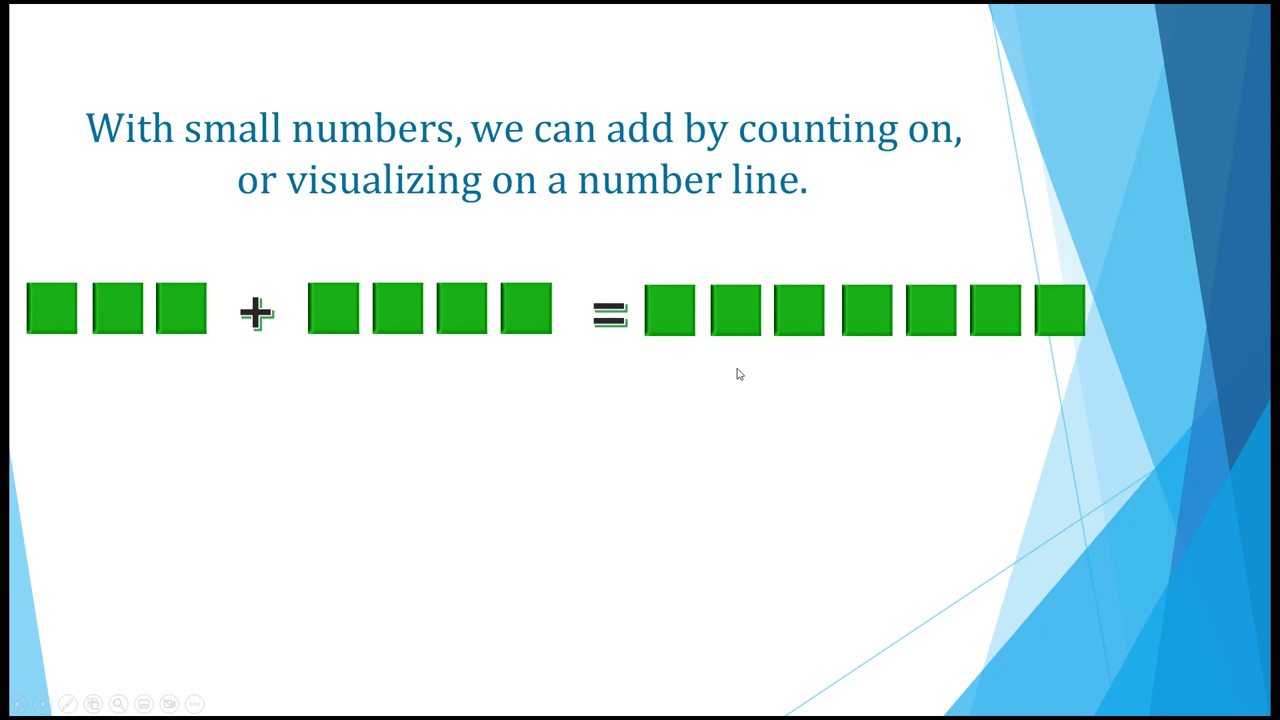 With small numbers, we can add by counting on,
or visualizing on a number line.
+ =